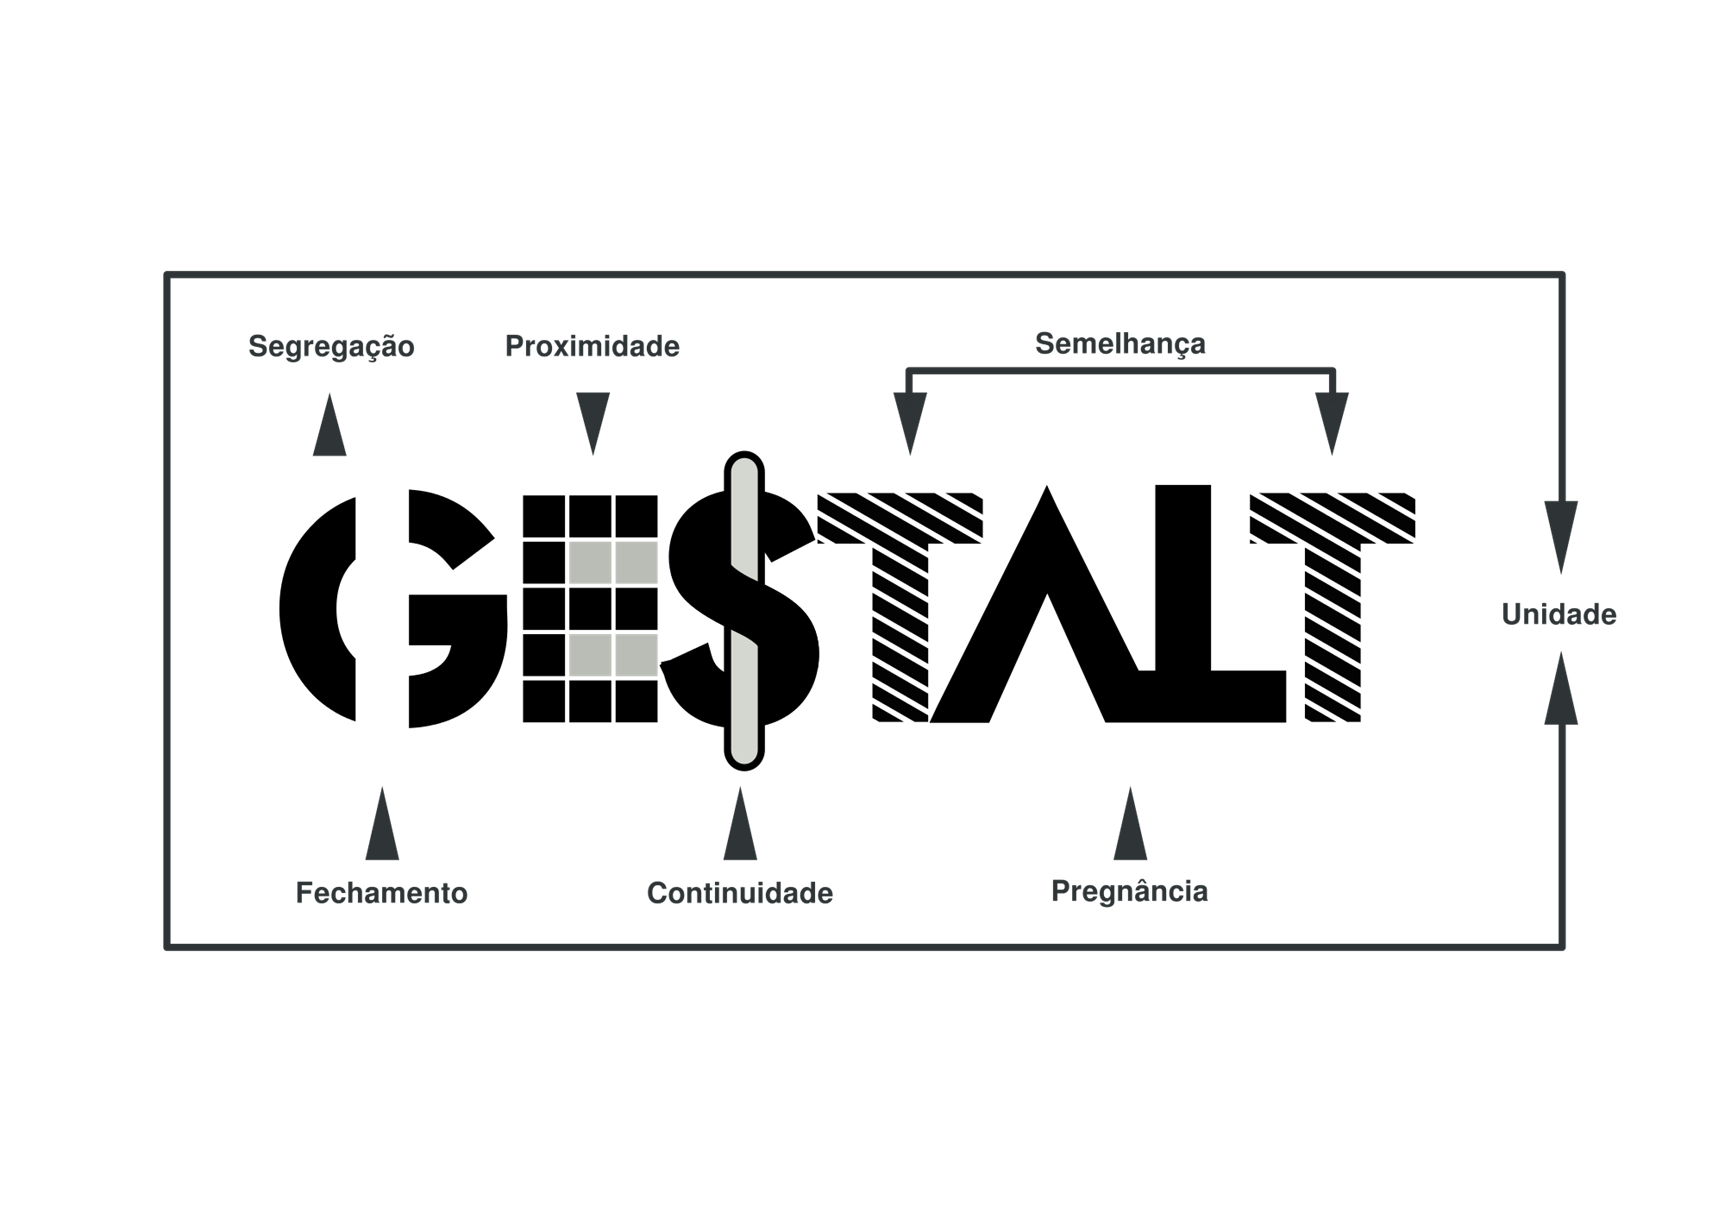 Segregação
Proximidade
Semelhança
GESTALT
Unidade
Fechamento
Continuidade
Pregnância